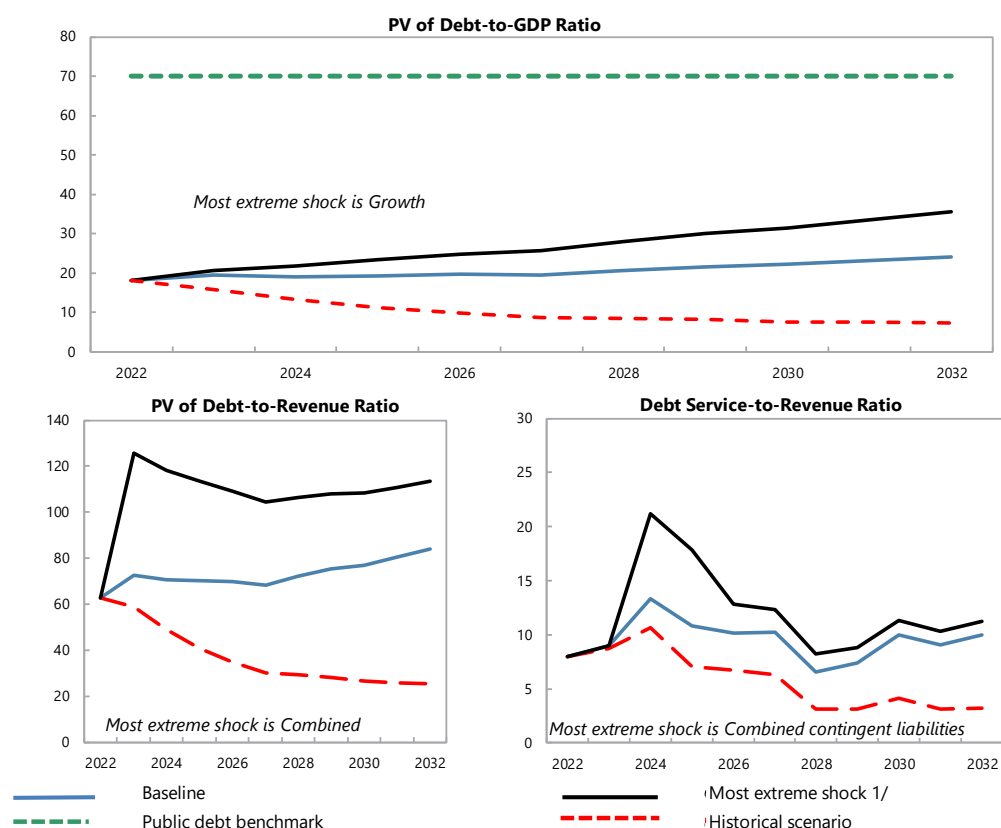 PV of Debt-to-GDP Ratio
80
70
60
50
40
30
20
10
0
Most extreme shock is Growth
2022 2024 2026 2028 2030 2032
PV of Debt-to-Revenue Ratio
140
120
100
80
60
40
20
0
Most extreme shock is Combined
2022 2024 2026 2028 2030 2032
Debt Service-to-Revenue Ratio
30
25
20
15
10
5
0
Most extreme shock is Combined contingent liabilities
2022 2024 2026 2028 2030 2032
Baseline
Public debt benchmark
Most extreme shock 1/
Historical scenario